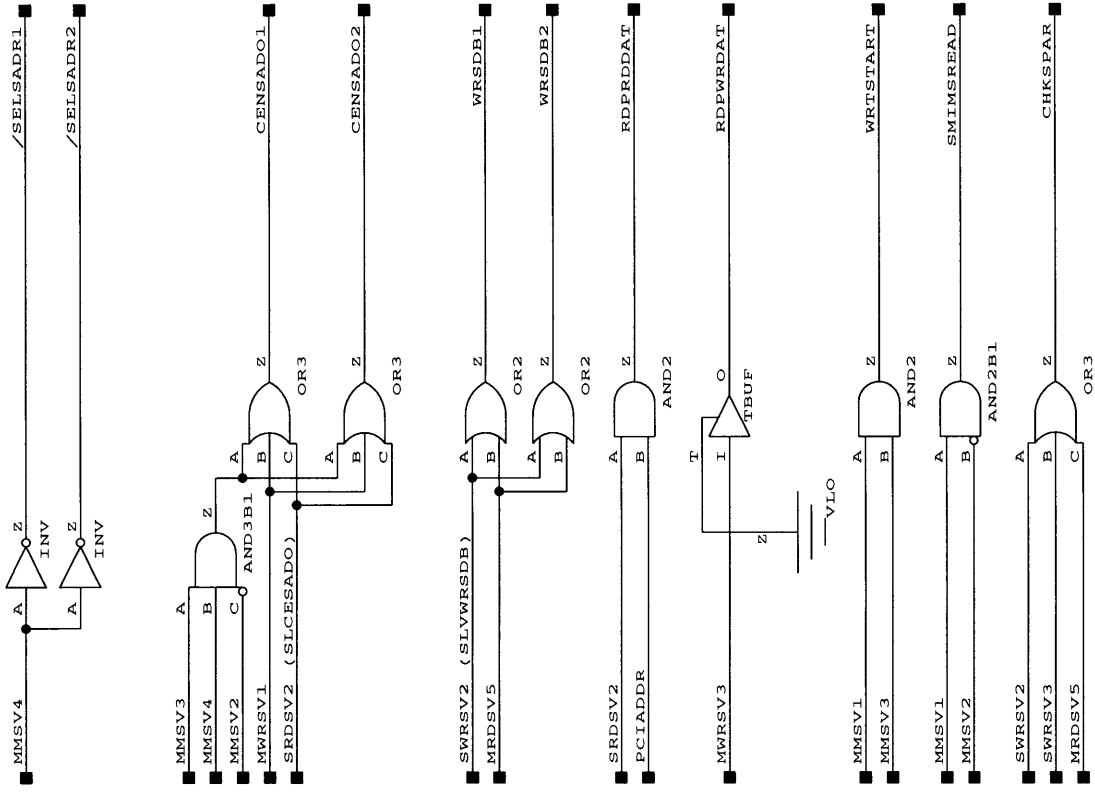 /SELSADR1
/SELSADR2
CENSADO1
CENSADO2
WRSDB1
WRSDB2
RDPRDDAT
RDPWRDAT
WRTSTART
SMIMSREAD
CHKSPAR
MMSV4
A
Z
INV
A
Z
INV
MMSV3
MMSV4
MMSV2
A
B
C
Z
AND3B1
MWRSV1
SRDSV2 (SLCESADO)
A
B
C
Z
OR3
A
B
C
Z
OR3
SWRSV2 (SLVWRSDB)
MRDSV5
A
B
Z
OR2
A
B
Z
OR2
SRDSV2
PCIADDR
A
B
Z
AND2
MWRSV3
T
I
O
TBUF
Z
VLO
MMSV1
MMSV3
A
B
Z
AND2
MMSV1
MMSV2
A
B
Z
AND2B1
SWRSV2
SWRSV3
MRDSV5
A
B
C
Z
OR3